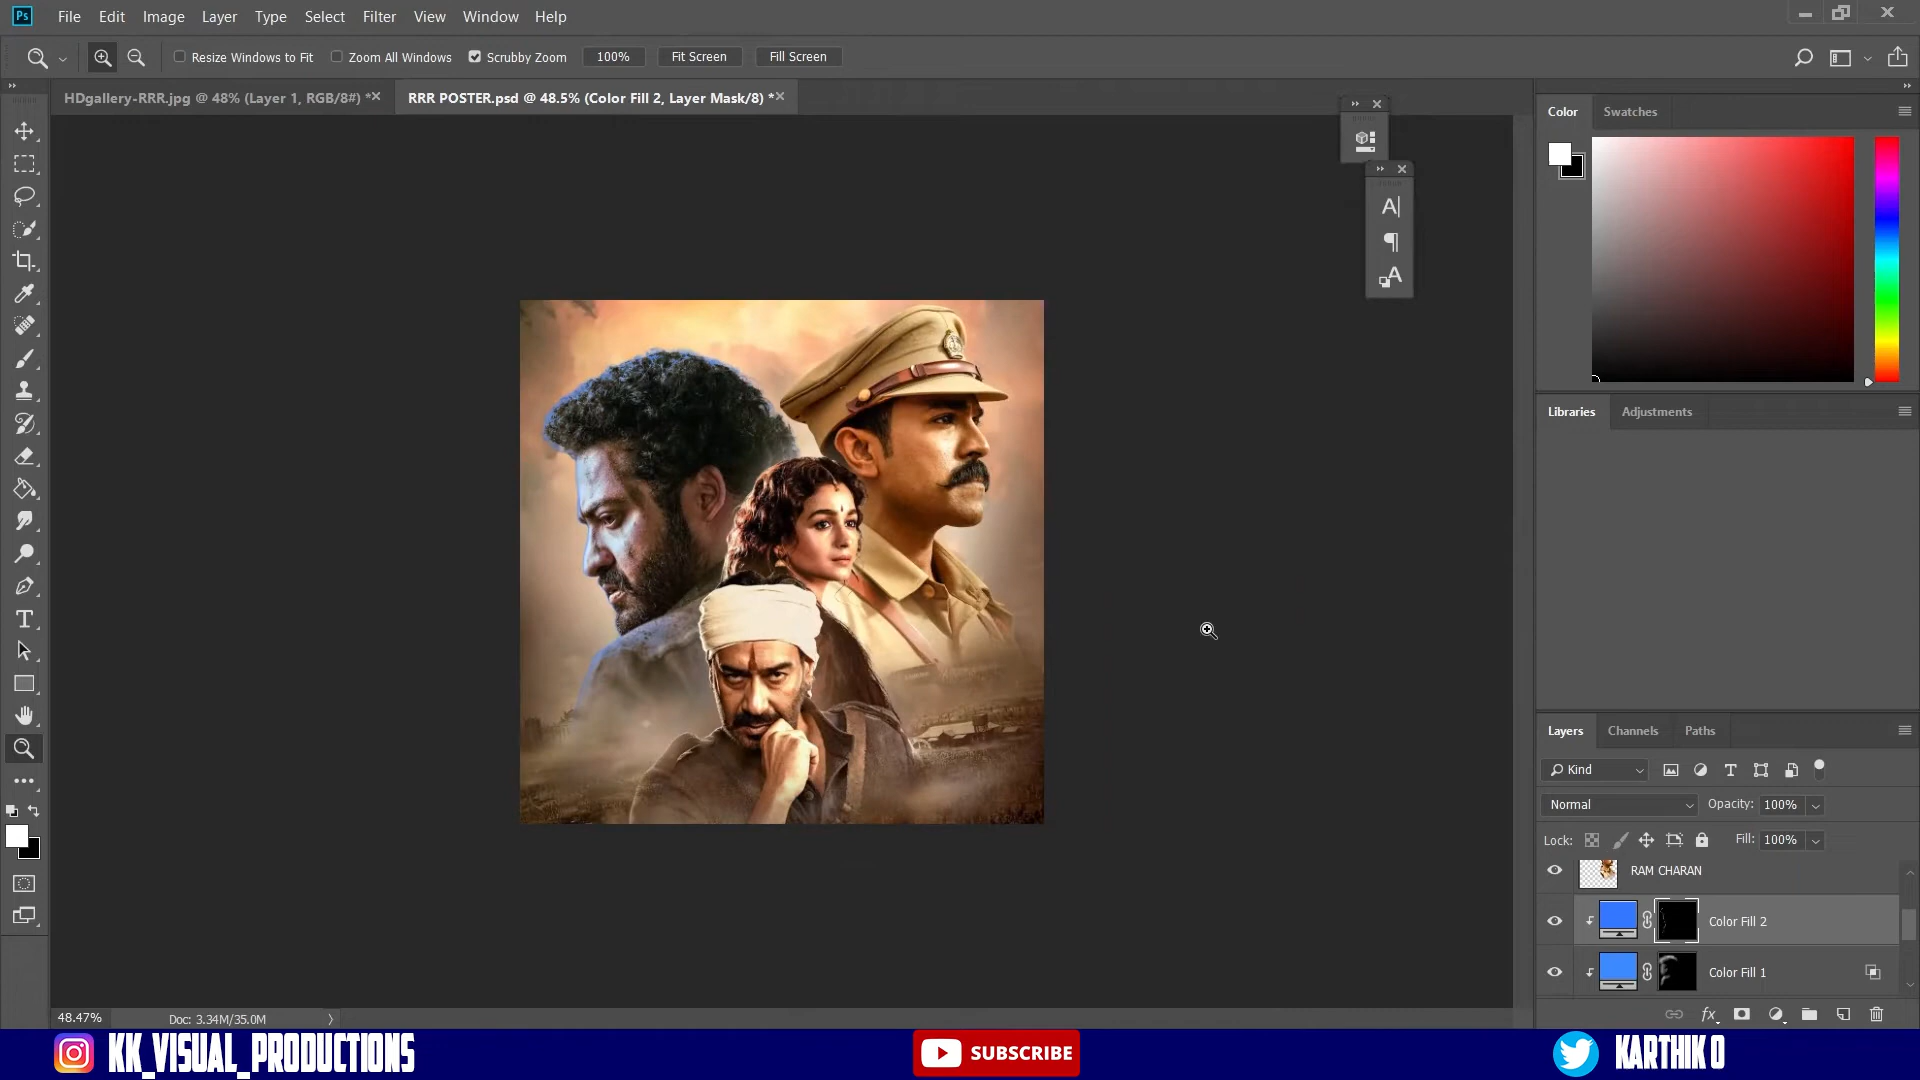 Ps File Edit Image Layer Type Select Filter View Window Help
Resize Windows to Fit Zoom All Windows Scrubby Zoom 100% Fit Screen Fill Screen
HDgallery-RRR.jpg @ 48% (Layer 1, RGB/8#) * RRR POSTER.psd @ 48.5% (Color Fill 2, Layer Mask/8) *
Color Swatches
Libraries Adjustments
Layers Channels Paths
Kind
Normal Opacity: 100%
Lock: Fill: 100%
RAM CHARAN
Color Fill 2
Color Fill 1
48.47% Doc: 3.34M/35.0M
KK_VISUAL_PRODUCTIONS SUBSCRIBE KARTHIK O